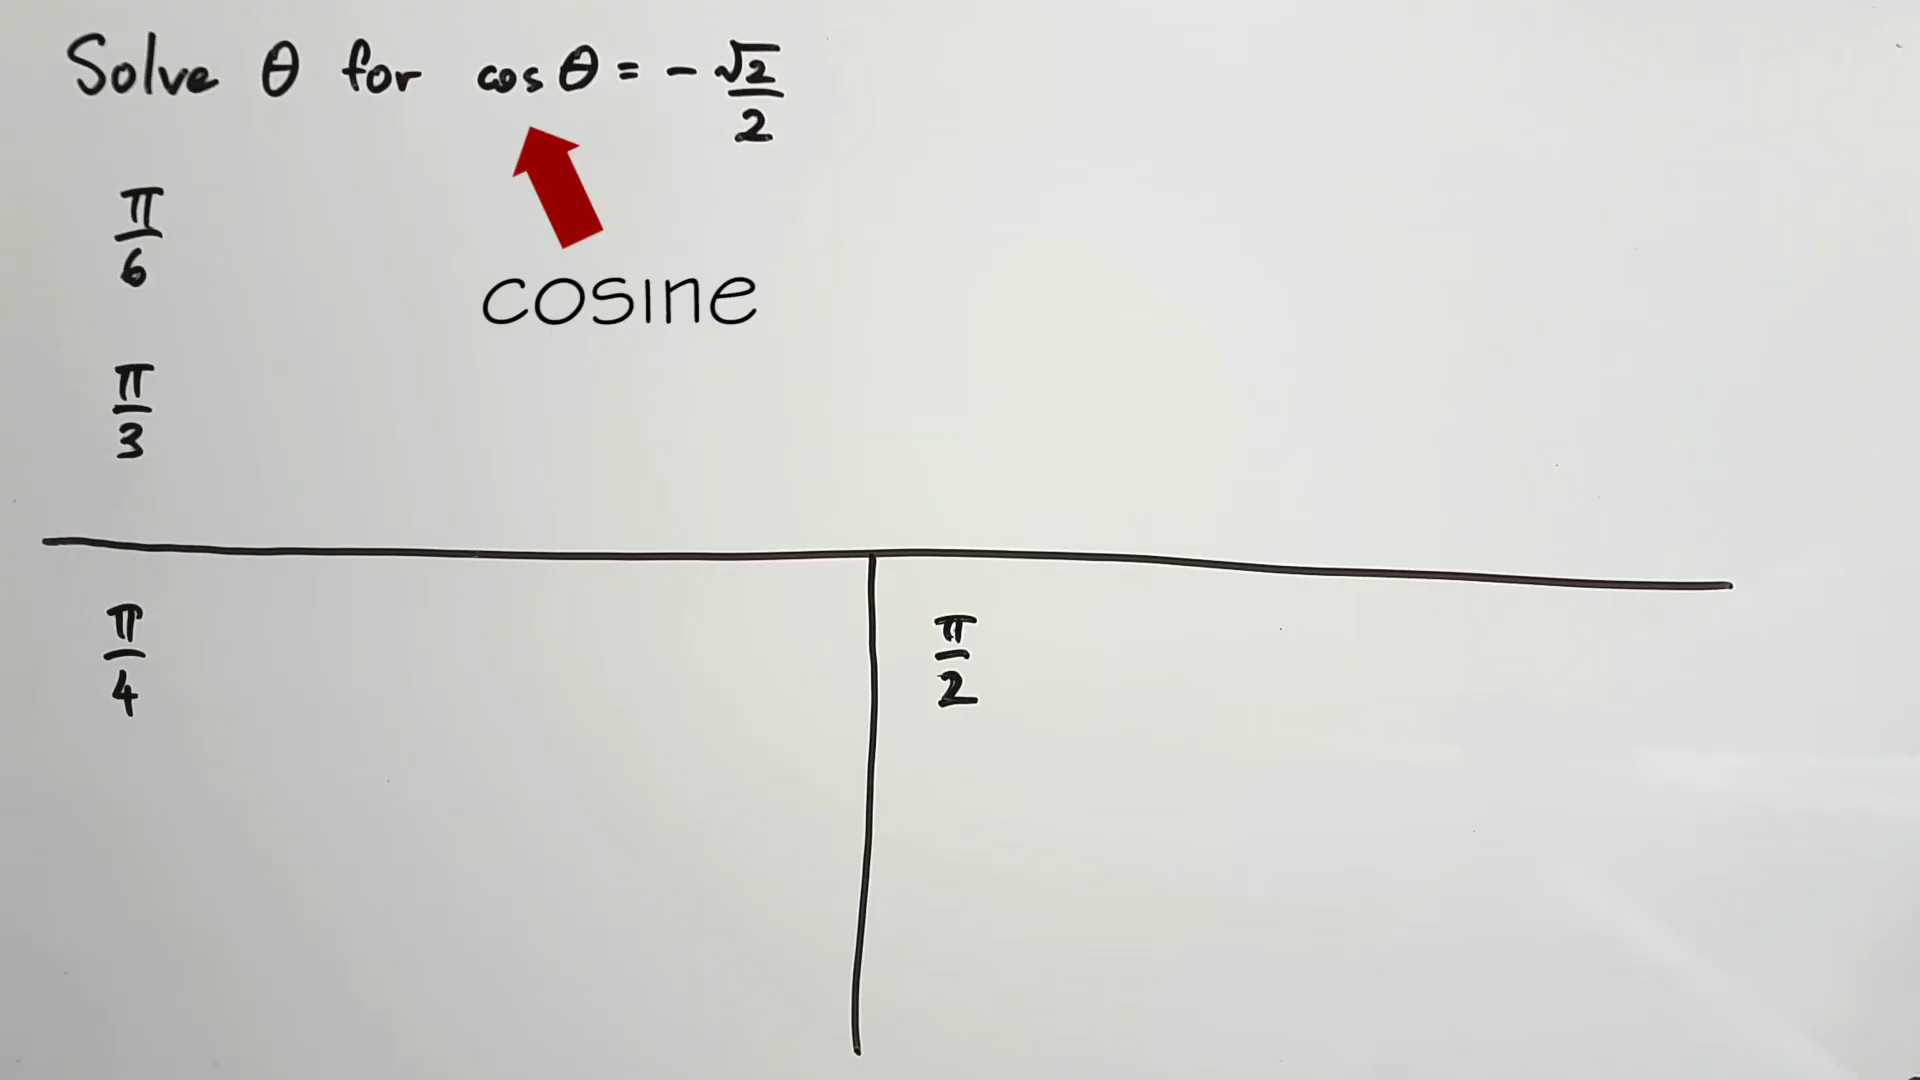 Solve θ for cos θ = - √2/2
cosine
π/6
π/3
π/4
π/2